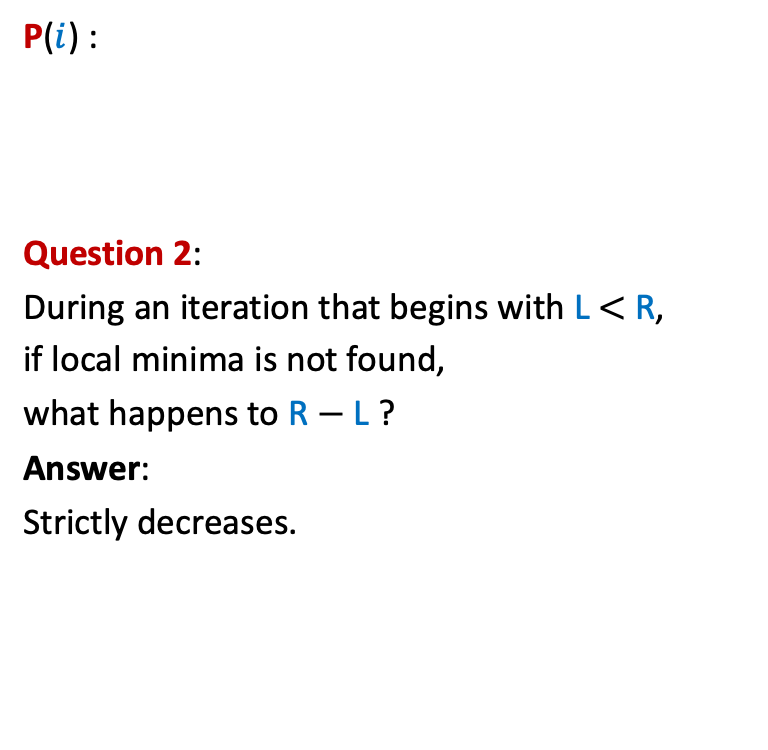 P(i) :
Question 2:
During an iteration that begins with L < R,
if local minima is not found,
what happens to R – L ?
Answer:
Strictly decreases.